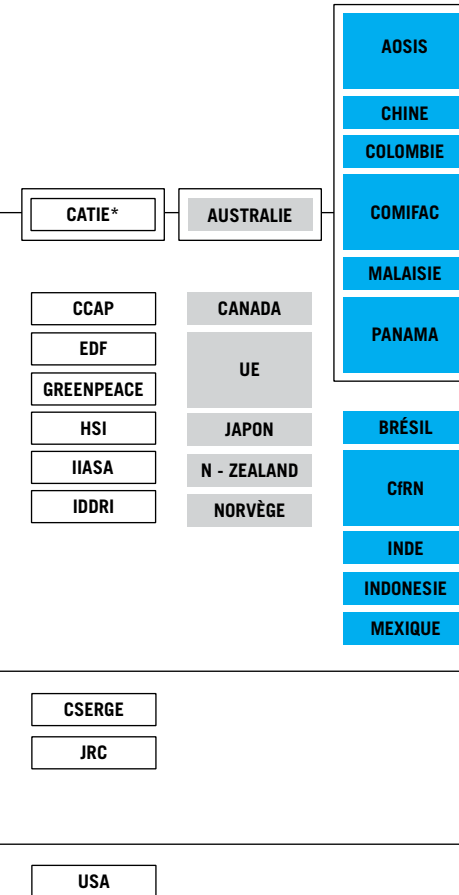 AOSIS
CHINE
COLOMBIE
CATIE*
AUSTRALIE
COMIFAC
MALAISIE
CCAP
CANADA
PANAMA
EDF
UE
GREENPEACE
HSI
JAPON
BRÉSIL
IIASA
N - ZEALAND
CfRN
IDDRI
NORVÈGE
INDE
INDONESIE
MEXIQUE
CSERGE
JRC
USA